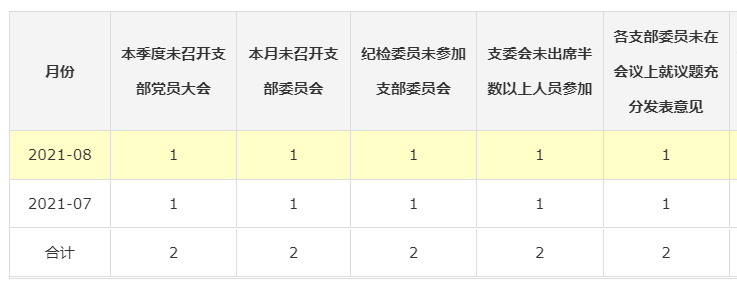 月份
本季度未召开支
部党员大会
本月未召开支
部委员会
纪检委员未参加
支部委员会
支委会未出席半
数以上人员参加
各支部委员未在
会议上就议题充
分发表意见
2021-08 1 1 1 1 1
2021-07 1 1 1 1 1
合计 2 2 2 2 2